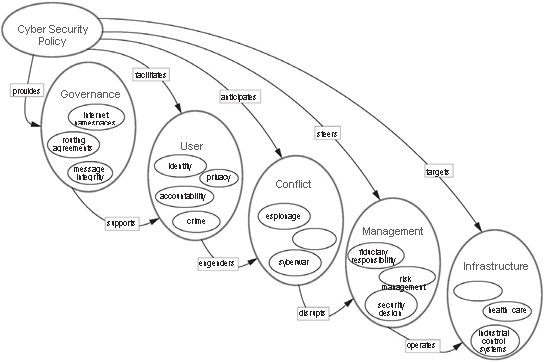 Cyber Security
Policy
provides
facilitates
anticipates
steers
targets
Governance
Internet
namespaces
routing
agreements
message
integrity
supports
User
identity
privacy
accountability
crime
engenders
Conflict
espionage
syberwar
disrupts
Management
fiduciary
responsibility
risk
management
security
design
operates
Infrastructure
health care
industrial
control
systems